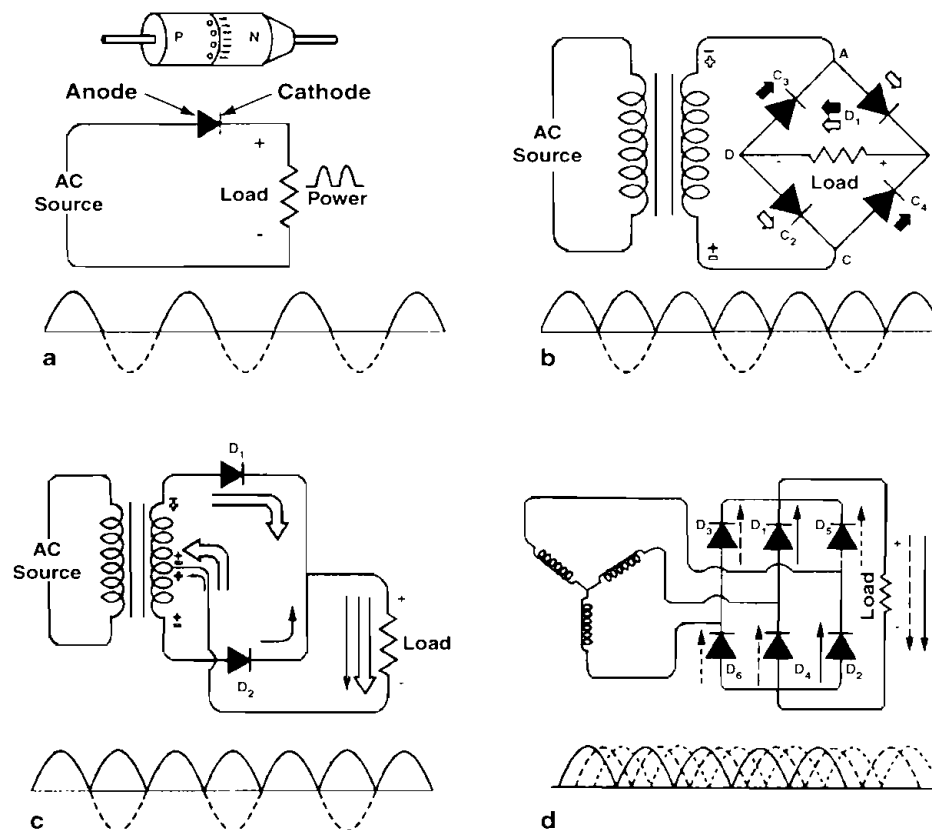 P N
Anode Cathode
AC
Source
+
Load
Power
-
a
AC
Source
A
C3
D1
D
- +
Load
C2
C4
C
b
D1
AC
Source
+
Load
-
D2
c
D3 D1 D5
+
Load
-
D6 D4 D2
d